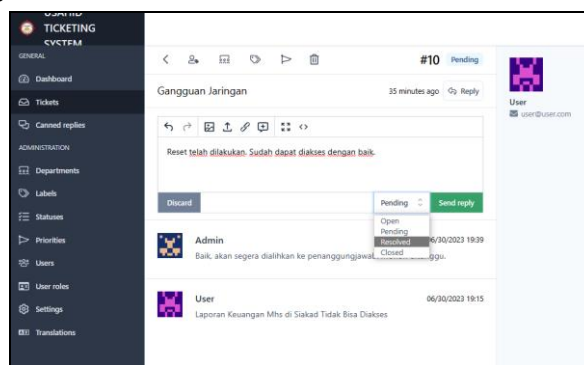 USAHID
TICKETING
SYSTEM
GENERAL
Dashboard
Tickets
Canned replies
ADMINISTRATION
Departments
Labels
Statuses
Priorities
Users
User roles
Settings
Translations
#10 Pending
Gangguan Jaringan 35 minutes ago Reply
Reset telah dilakukan. Sudah dapat diakses dengan baik.
Discard Pending Send reply
Open
Pending
Resolved
Closed
Admin 06/30/2023 19:39
Baik, akan segera dialihkan ke penanggungjawab
User 06/30/2023 19:15
Laporan Keuangan Mhs di Siakad Tidak Bisa Diakses
User
user@user.com